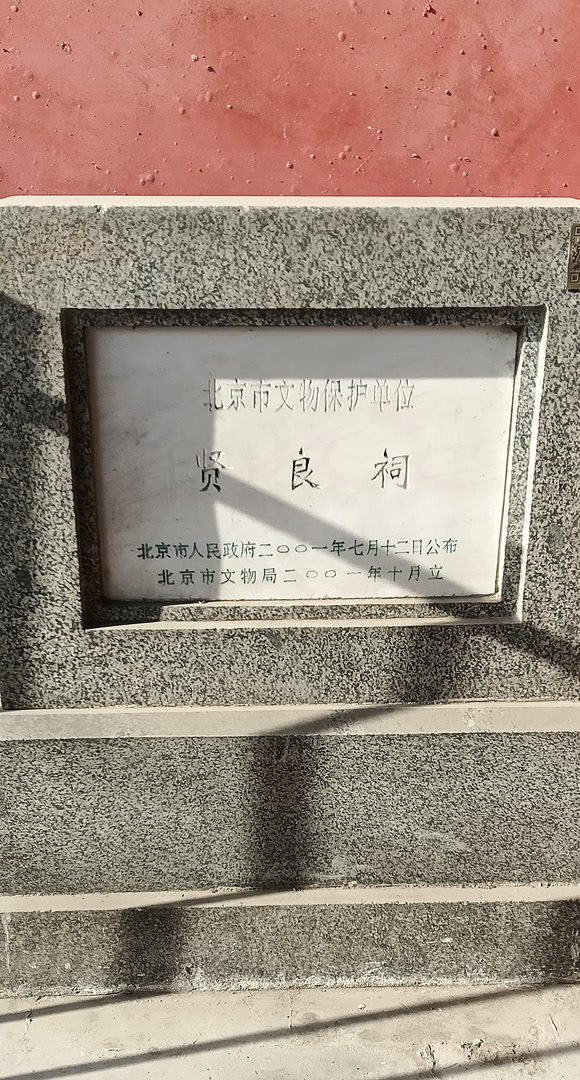 北京市文物保护单位
贤良祠
北京市人民政府二〇〇一年七月十二日公布
北京市文物局二〇〇一年十月立